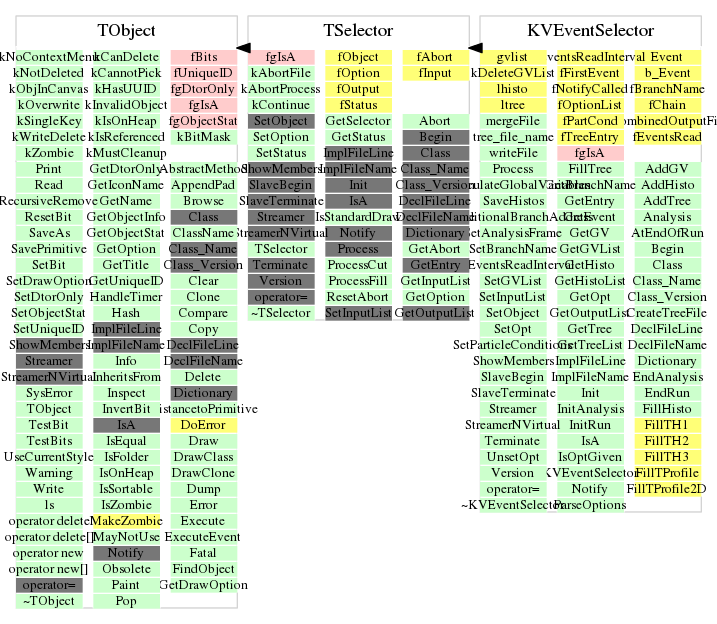 TObject
kNoContextMenu kCanDelete fBits
kNotDeleted kCannotPick fUniqueID
kObjInCanvas kHasUUID fgDtorOnly
kOverwrite kInvalidObject fgIsA
kSingleKey kIsOnHeap fgObjectStat
kWriteDelete kIsReferenced kBitMask
kZombie kMustCleanup
Print GetDtorOnly AbstractMethod
Read GetIconName AppendPad
RecursiveRemove GetName Browse
ResetBit GetObjectInfo Class
SaveAs GetObjectStat ClassName
SavePrimitive GetOption Class_Name
SetBit GetTitle Class_Version
SetDrawOption GetUniqueID Clear
SetDtorOnly HandleTimer Clone
SetObjectStat Hash Compare
SetUniqueID ImplFileLine Copy
ShowMembers ImplFileName DeclFileLine
Streamer Info DeclFileName
StreamerNVirtual InheritsFrom Delete
SysError Inspect Dictionary
TObject InvertBit istancetoPrimitive
TestBit IsA DoError
TestBits IsEqual Draw
UseCurrentStyle IsFolder DrawClass
Warning IsOnHeap DrawClone
Write IsSortable Dump
ls IsZombie Error
operator delete MakeZombie Execute
operator delete[] MayNotUse ExecuteEvent
operator new Notify Fatal
operator new[] Obsolete FindObject
operator= Paint GetDrawOption
~TObject Pop
TSelector
fgIsA fObject fAbort
kAbortFile fOption fInput
kAbortProcess fOutput
kContinue fStatus
SetObject GetSelector Abort
SetOption GetStatus Begin
SetStatus ImplFileLine Class
ShowMembers ImplFileName Class_Name
SlaveBegin Init Class_Version
SlaveTerminate IsA DeclFileLine
Streamer IsStandardDraw DeclFileName
StreamerNVirtual Notify Dictionary
TSelector Process GetAbort
Terminate ProcessCut GetEntry
Version ProcessFill GetInputList
operator= ResetAbort GetOption
~TSelector SetInputList GetOutputList
KVEventSelector
gvlist ventsReadInterval Event
kDeleteGVList fFirstEvent b_Event
lhisto fNotifyCalled fBranchName
ltree fOptionList fChain
mergeFile fPartCond ombinedOutputFi
tree_file_name fTreeEntry fEventsRead
writeFile fgIsA
Process FillTree AddGV
GetBranchName AddHisto
SaveHistos GetEntry AddTree
GetEvent Analysis
etAnalysisFrame GetGV AtEndOfRun
SetBranchName GetGVList Begin
EventsReadInterval GetHisto Class
SetGVList GetHistoList Class_Name
SetInputList GetOpt Class_Version
SetObject GetOutputList CreateTreeFile
SetOpt GetTree DeclFileLine
SetParticleConditions GetTreeList DeclFileName
ShowMembers ImplFileLine Dictionary
SlaveBegin ImplFileName EndAnalysis
SlaveTerminate Init EndRun
Streamer InitAnalysis FillHisto
StreamerNVirtual InitRun FillTH1
Terminate IsA FillTH2
UnsetOpt IsOptGiven FillTH3
Version KVEventSelector FillTProfile
operator= Notify FillTProfile2D
~KVEventSelector ParseOptions